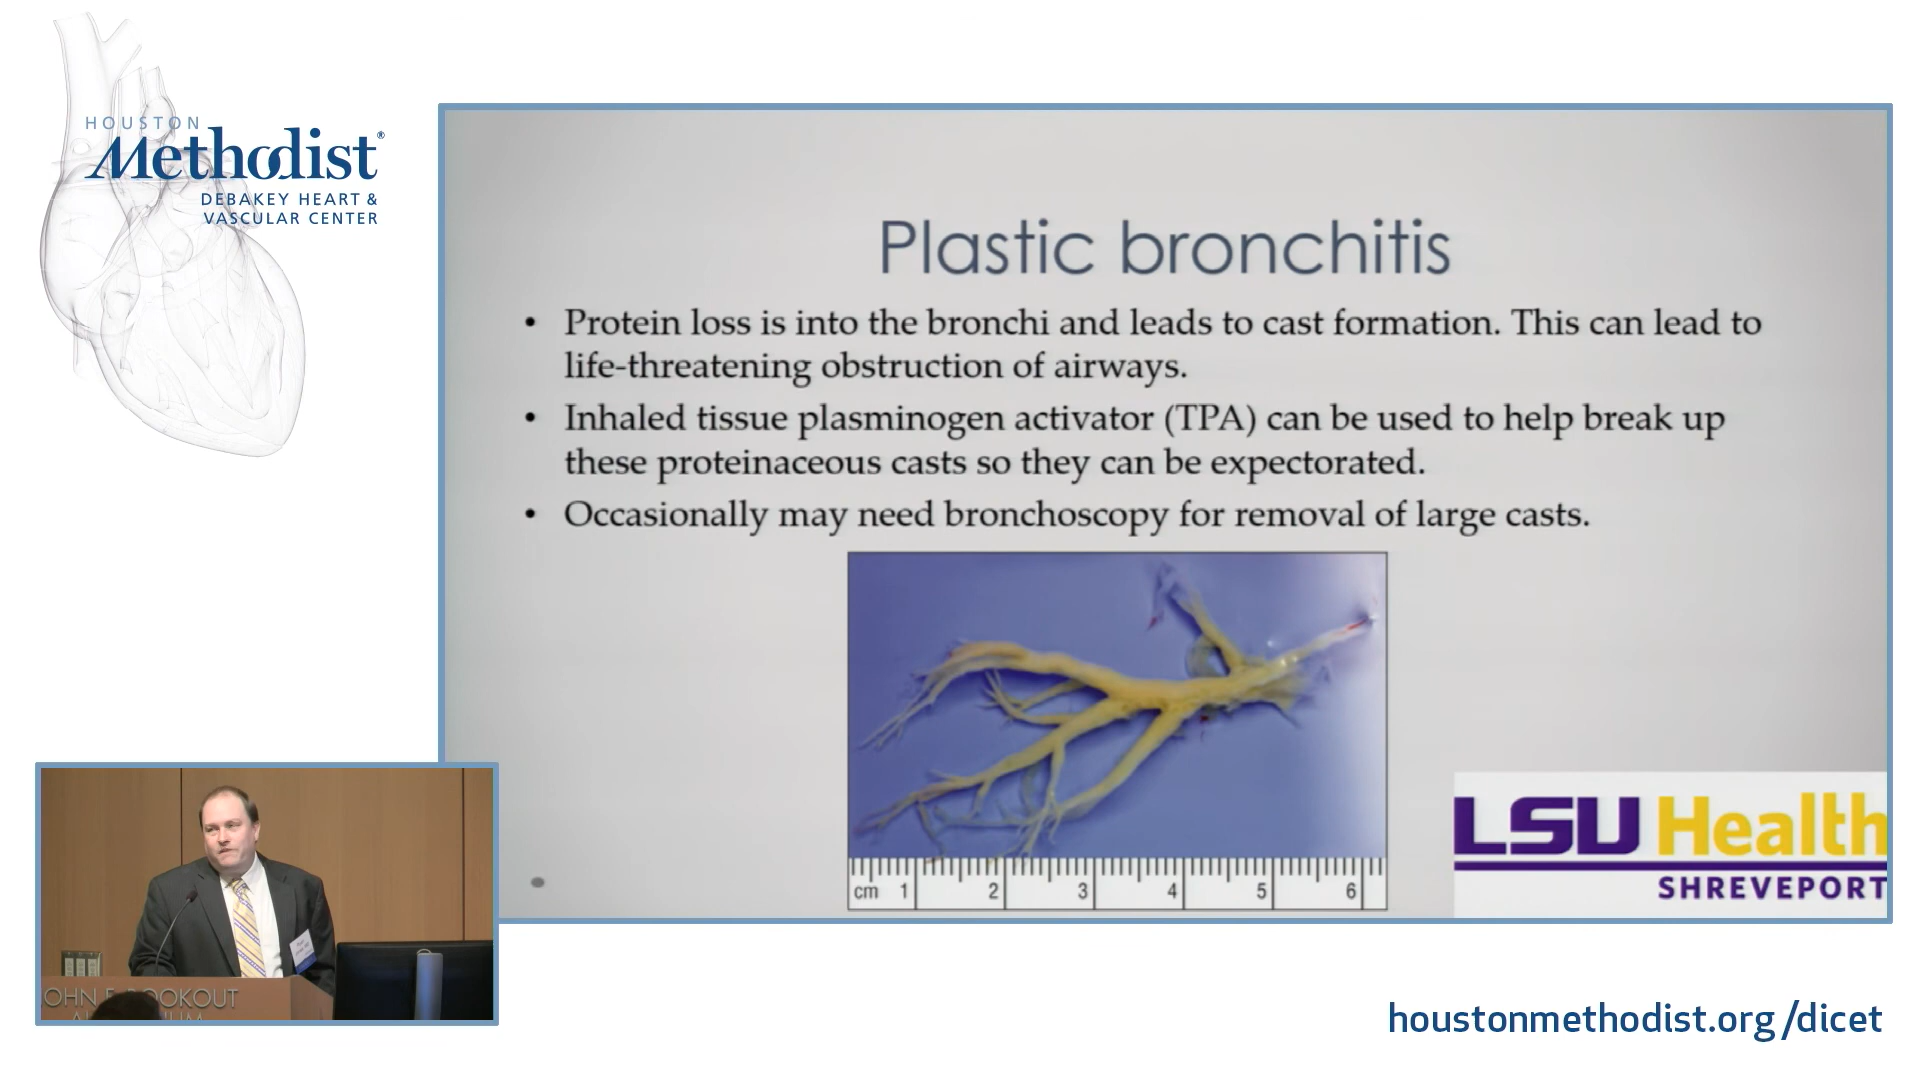 HOUSTON
Methodist®
DEBAKEY HEART &
VASCULAR CENTER
Plastic bronchitis
• Protein loss is into the bronchi and leads to cast formation. This can lead to
life-threatening obstruction of airways.
• Inhaled tissue plasminogen activator (TPA) can be used to help break up
these proteinaceous casts so they can be expectorated.
• Occasionally may need bronchoscopy for removal of large casts.
cm 1 2 3 4 5 6
LSU Health
SHREVEPORT
OHN F BOOKOUT
houstonmethodist.org/dicet